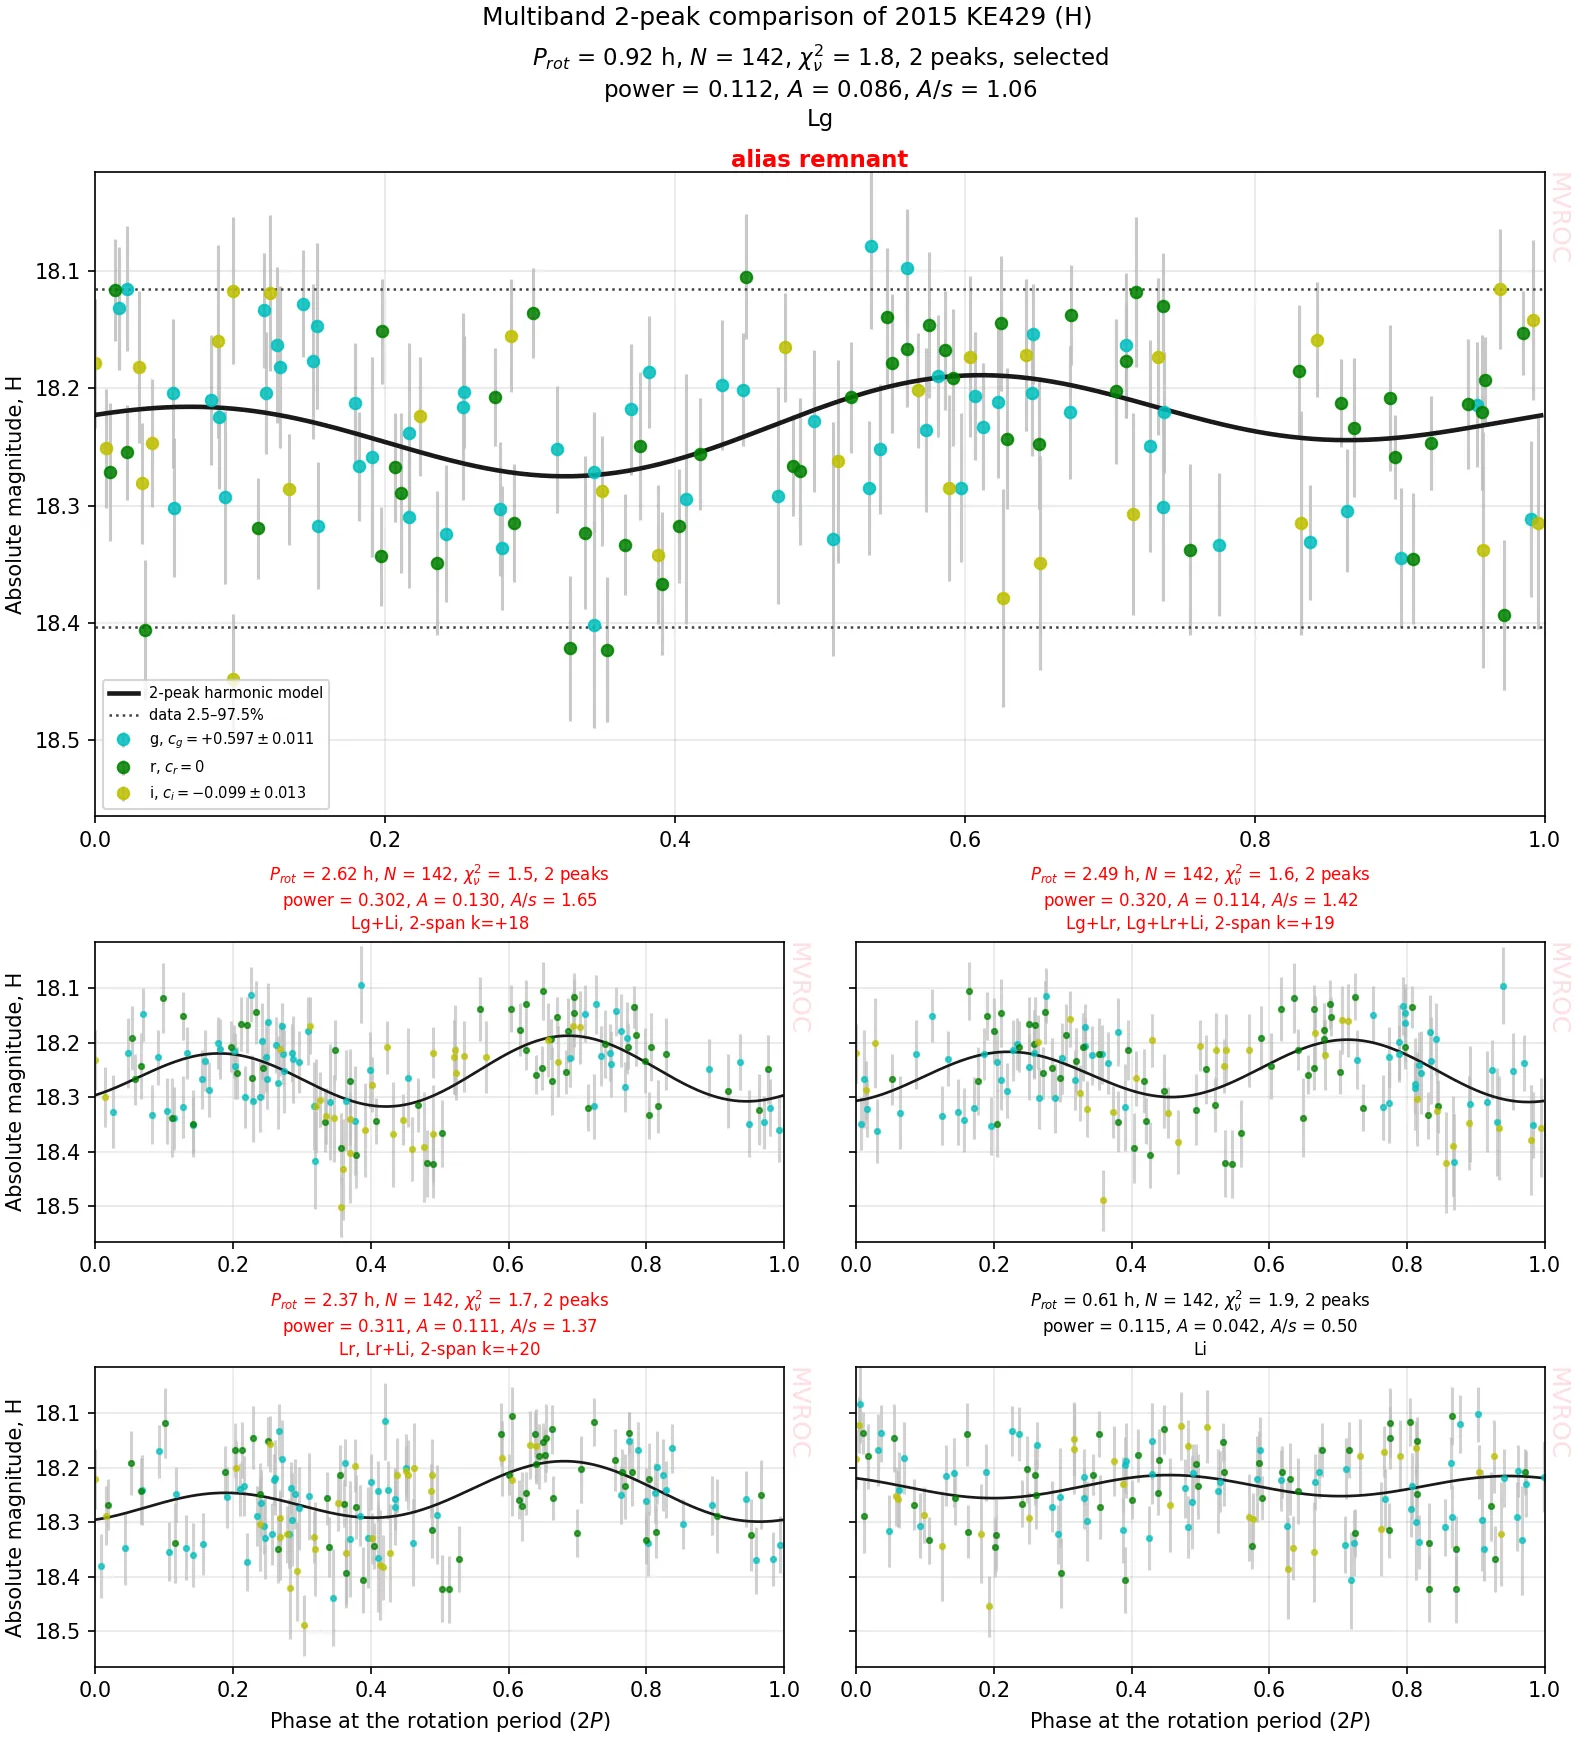 Multiband 2-peak comparison of 2015 KE429 (H)
P_rot = 0.92 h, N = 142, χ²_ν = 1.8, 2 peaks, selected
power = 0.112, A = 0.086, A/s = 1.06
Lg
alias remnant
MVROC
Absolute magnitude, H
18.1
18.2
18.3
18.4
18.5
2-peak harmonic model
data 2.5–97.5%
g, c_g = +0.597 ± 0.011
r, c_r = 0
i, c_i = −0.099 ± 0.013
0.0 0.2 0.4 0.6 0.8 1.0
P_rot = 2.62 h, N = 142, χ²_ν = 1.5, 2 peaks
power = 0.302, A = 0.130, A/s = 1.65
Lg+Li, 2-span k=+18
MVROC
Absolute magnitude, H
18.1
18.2
18.3
18.4
18.5
0.0 0.2 0.4 0.6 0.8 1.0
P_rot = 2.49 h, N = 142, χ²_ν = 1.6, 2 peaks
power = 0.320, A = 0.114, A/s = 1.42
Lg+Lr, Lg+Lr+Li, 2-span k=+19
MVROC
0.0 0.2 0.4 0.6 0.8 1.0
P_rot = 2.37 h, N = 142, χ²_ν = 1.7, 2 peaks
power = 0.311, A = 0.111, A/s = 1.37
Lr, Lr+Li, 2-span k=+20
MVROC
Absolute magnitude, H
18.1
18.2
18.3
18.4
18.5
0.0 0.2 0.4 0.6 0.8 1.0
Phase at the rotation period (2P)
P_rot = 0.61 h, N = 142, χ²_ν = 1.9, 2 peaks
power = 0.115, A = 0.042, A/s = 0.50
Li
MVROC
0.0 0.2 0.4 0.6 0.8 1.0
Phase at the rotation period (2P)